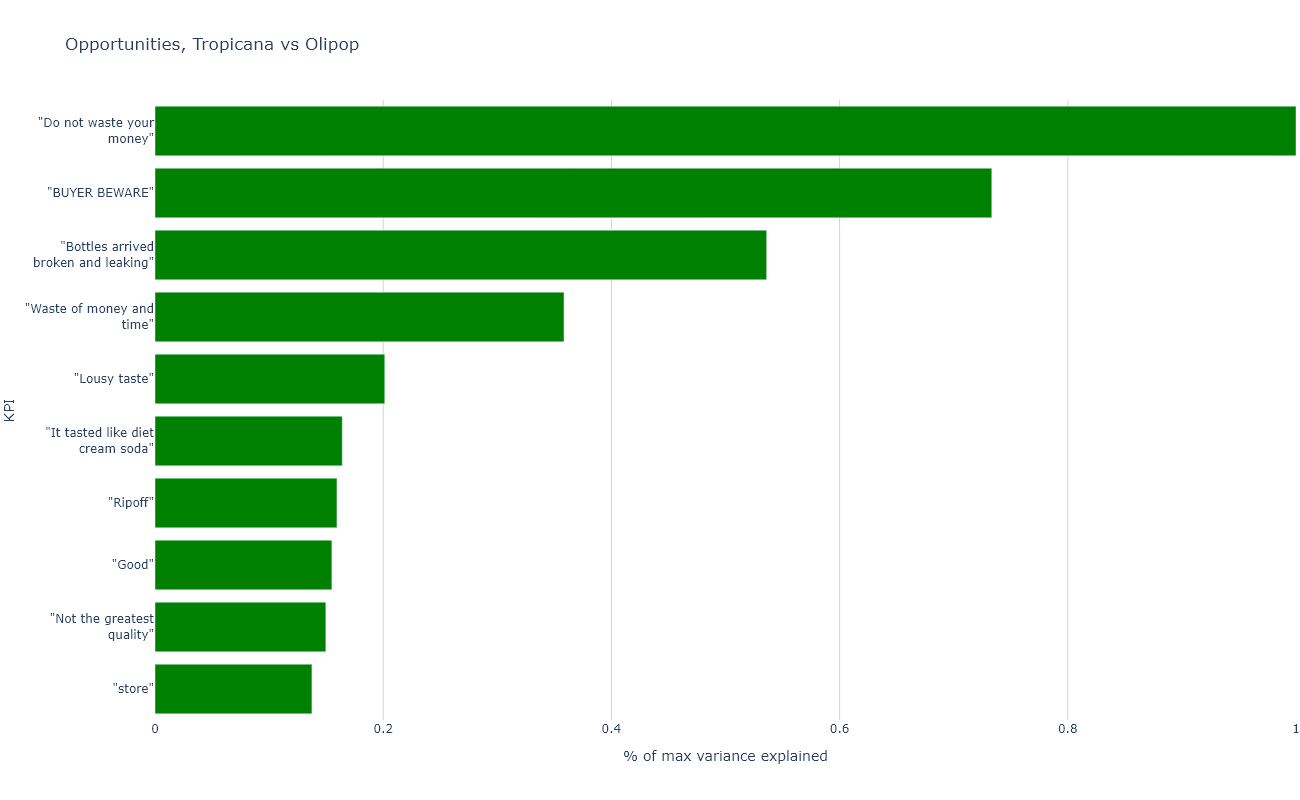 Opportunities, Tropicana vs Olipop
"Do not waste your
money"
"BUYER BEWARE"
"Bottles arrived
broken and leaking"
"Waste of money and
time"
"Lousy taste"
"It tasted like diet
cream soda"
"Ripoff"
"Good"
"Not the greatest
quality"
"store"
KPI
0 0.2 0.4 0.6 0.8 1
% of max variance explained